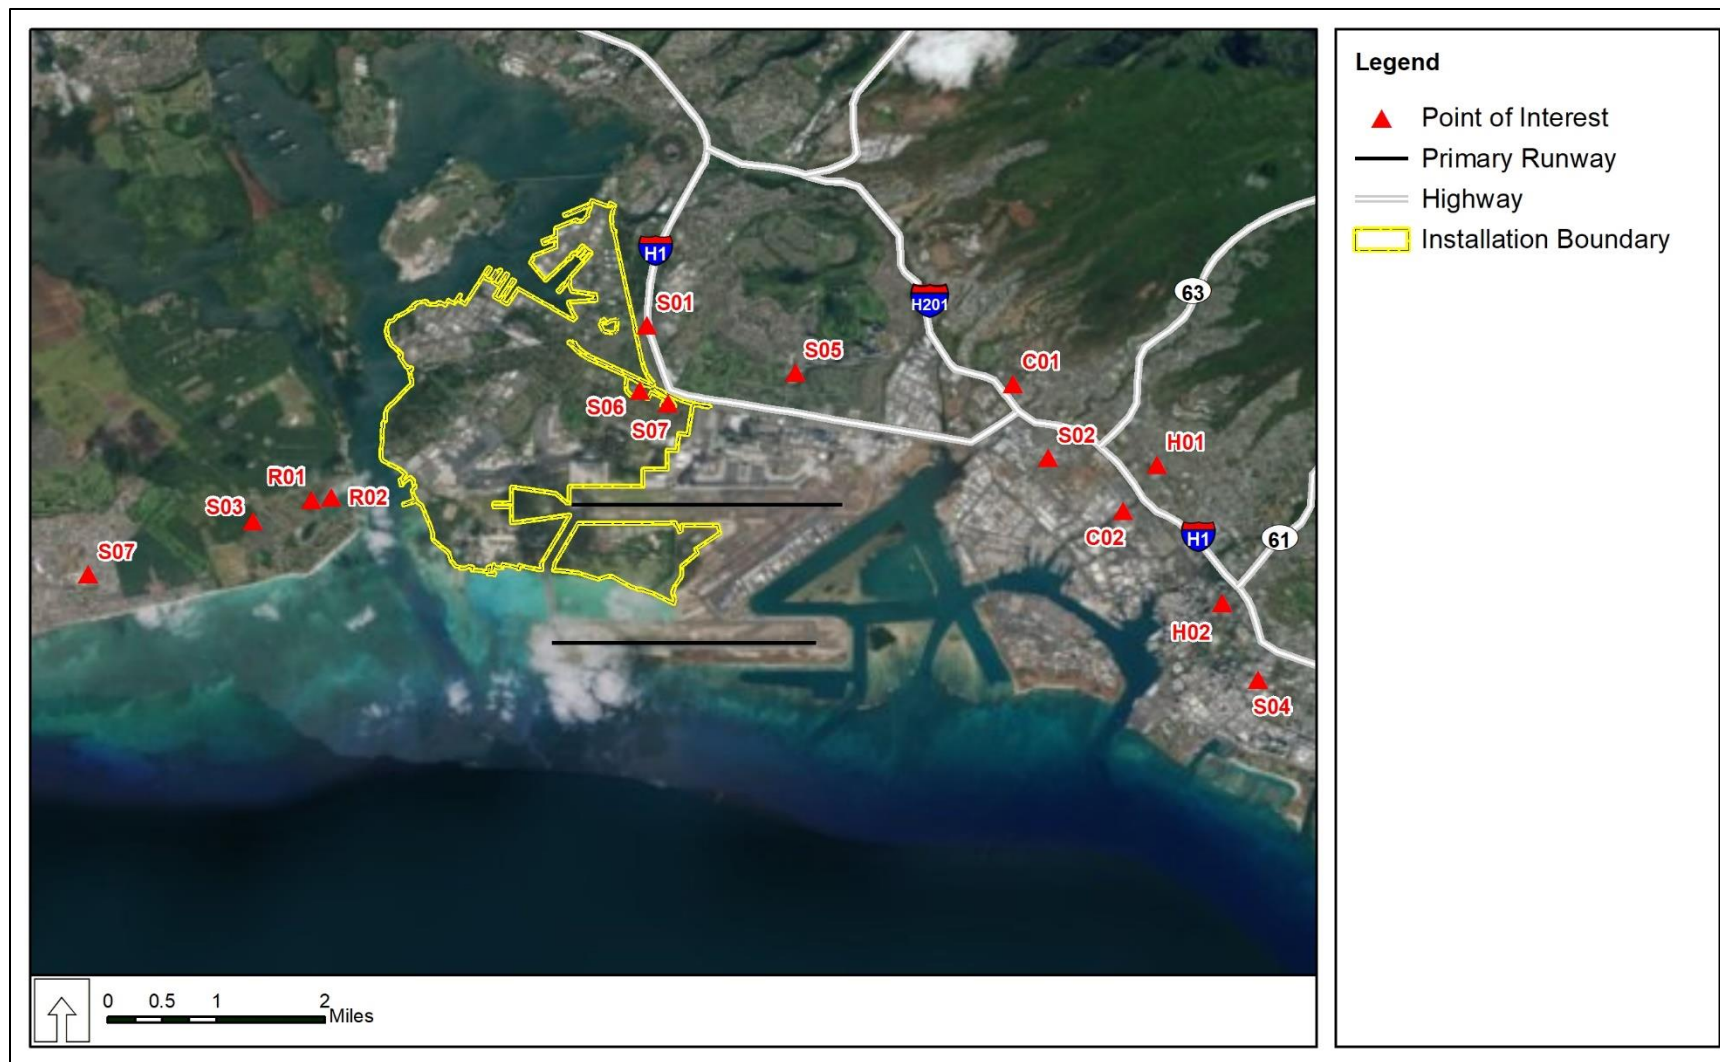 Legend
Point of Interest
Primary Runway
Highway
Installation Boundary
H1
63
H201
S01
S05
C01
S06
S07
S02
H01
R01
R02
S03
C02
H1
61
S07
H02
S04
0 0.5 1 2
Miles